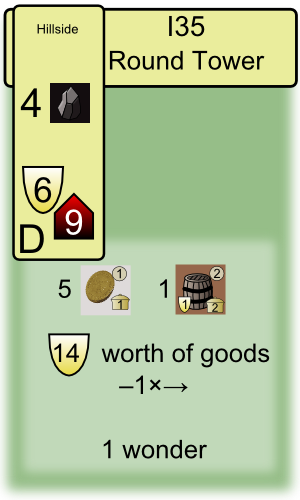 Hillside
I35
Round Tower
4
6
9
D
5 1 1
1 2 1 2
14 worth of goods
–1×→
1 wonder